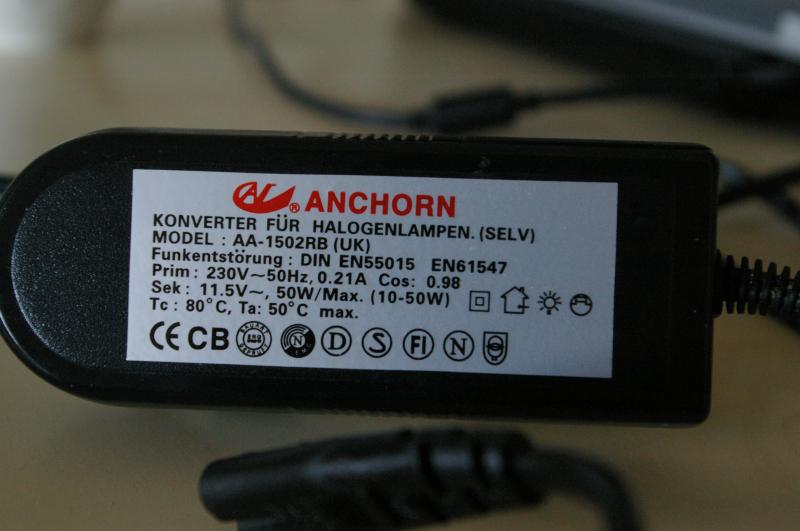 AL® ANCHORN
KONVERTER FÜR HALOGENLAMPEN. (SELV)
MODEL : AA-1502RB (UK)
Funkentstörung : DIN EN55015 EN61547
Prim : 230V~50Hz, 0.21A Cos: 0.98
Sek : 11.5V~, 50W/Max. (10-50W)
Tc : 80°C, Ta: 50°C max.
CE CB N D S FI N